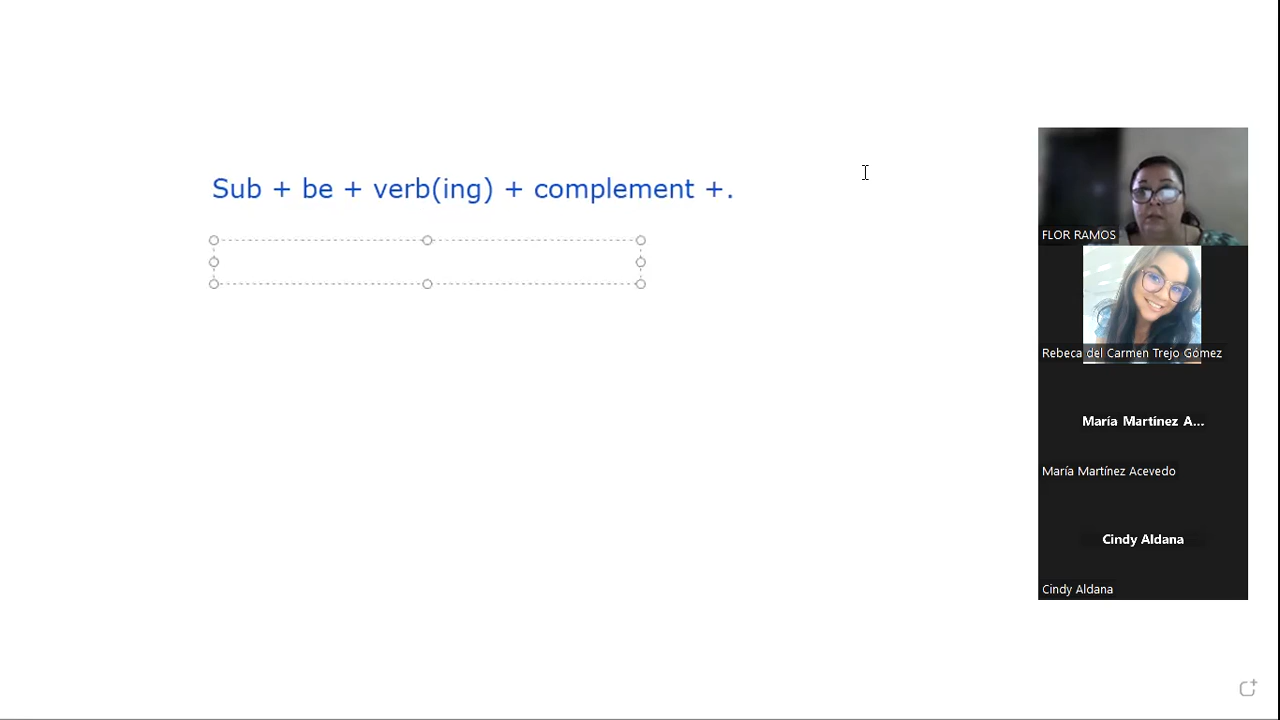 Sub + be + verb(ing) + complement +.
FLOR RAMOS
Rebeca del Carmen Trejo Gómez
María Martínez A...
María Martínez Acevedo
Cindy Aldana
Cindy Aldana